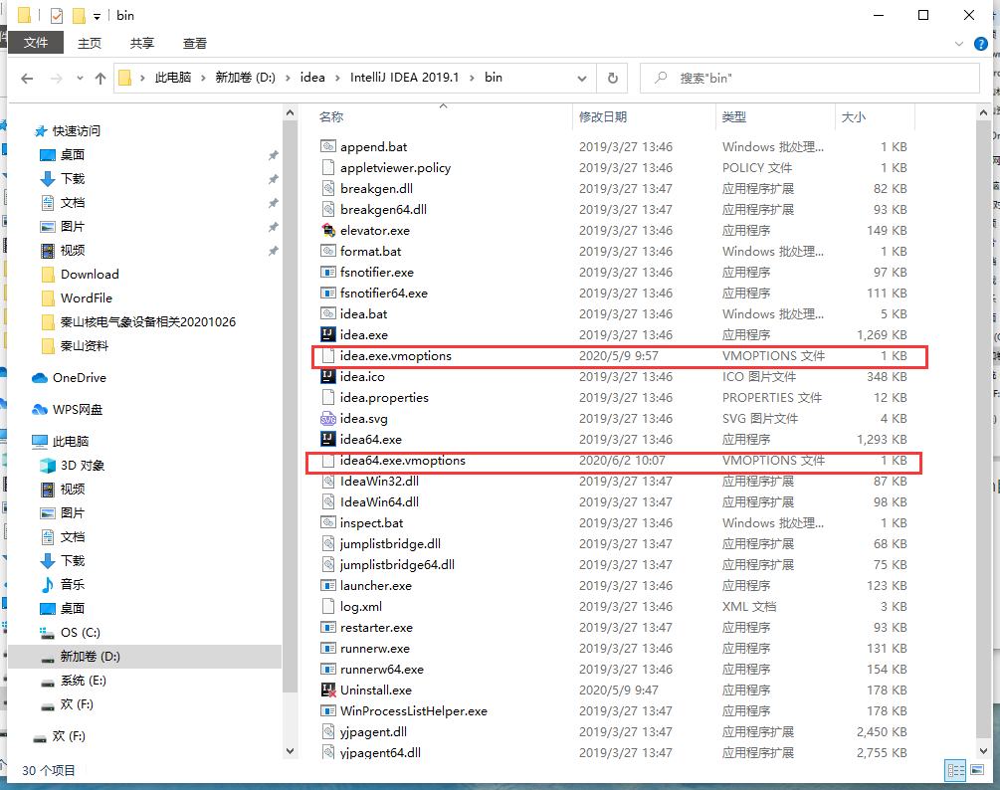 bin
文件 主页 共享 查看
此电脑 新加卷 (D:) idea IntelliJ IDEA 2019.1 bin 搜索"bin"
快速访问
桌面
下载
文档
图片
视频
Download
WordFile
秦山核电气象设备相关20201026
秦山资料
OneDrive
WPS网盘
此电脑
3D 对象
视频
图片
文档
下载
音乐
桌面
OS (C:)
新加卷 (D:)
系统 (E:)
欢 (F:)
欢 (F:)
名称 修改日期 类型 大小
append.bat 2019/3/27 13:46 Windows 批处理... 1 KB
appletviewer.policy 2019/3/27 13:46 POLICY 文件 1 KB
breakgen.dll 2019/3/27 13:47 应用程序扩展 82 KB
breakgen64.dll 2019/3/27 13:47 应用程序扩展 93 KB
elevator.exe 2019/3/27 13:46 应用程序 149 KB
format.bat 2019/3/27 13:46 Windows 批处理... 1 KB
fsnotifier.exe 2019/3/27 13:46 应用程序 97 KB
fsnotifier64.exe 2019/3/27 13:46 应用程序 111 KB
idea.bat 2019/3/27 13:46 Windows 批处理... 5 KB
idea.exe 2019/3/27 13:46 应用程序 1,269 KB
idea.exe.vmoptions 2020/5/9 9:57 VMOPTIONS 文件 1 KB
idea.ico 2019/3/27 13:46 ICO 图片文件 348 KB
idea.properties 2019/3/27 13:46 PROPERTIES 文件 12 KB
idea.svg 2019/3/27 13:46 SVG 图片文件 4 KB
idea64.exe 2019/3/27 13:46 应用程序 1,293 KB
idea64.exe.vmoptions 2020/6/2 10:07 VMOPTIONS 文件 1 KB
IdeaWin32.dll 2019/3/27 13:47 应用程序扩展 87 KB
IdeaWin64.dll 2019/3/27 13:47 应用程序扩展 98 KB
inspect.bat 2019/3/27 13:46 Windows 批处理... 1 KB
jumplistbridge.dll 2019/3/27 13:47 应用程序扩展 68 KB
jumplistbridge64.dll 2019/3/27 13:47 应用程序扩展 75 KB
launcher.exe 2019/3/27 13:46 应用程序 123 KB
log.xml 2019/3/27 13:46 XML 文档 3 KB
restarter.exe 2019/3/27 13:47 应用程序 93 KB
runnerw.exe 2019/3/27 13:47 应用程序 131 KB
runnerw64.exe 2019/3/27 13:47 应用程序 154 KB
Uninstall.exe 2020/5/9 9:47 应用程序 178 KB
WinProcessListHelper.exe 2019/3/27 13:47 应用程序 178 KB
yjpagent.dll 2019/3/27 13:47 应用程序扩展 2,450 KB
yjpagent64.dll 2019/3/27 13:47 应用程序扩展 2,755 KB
30 个项目